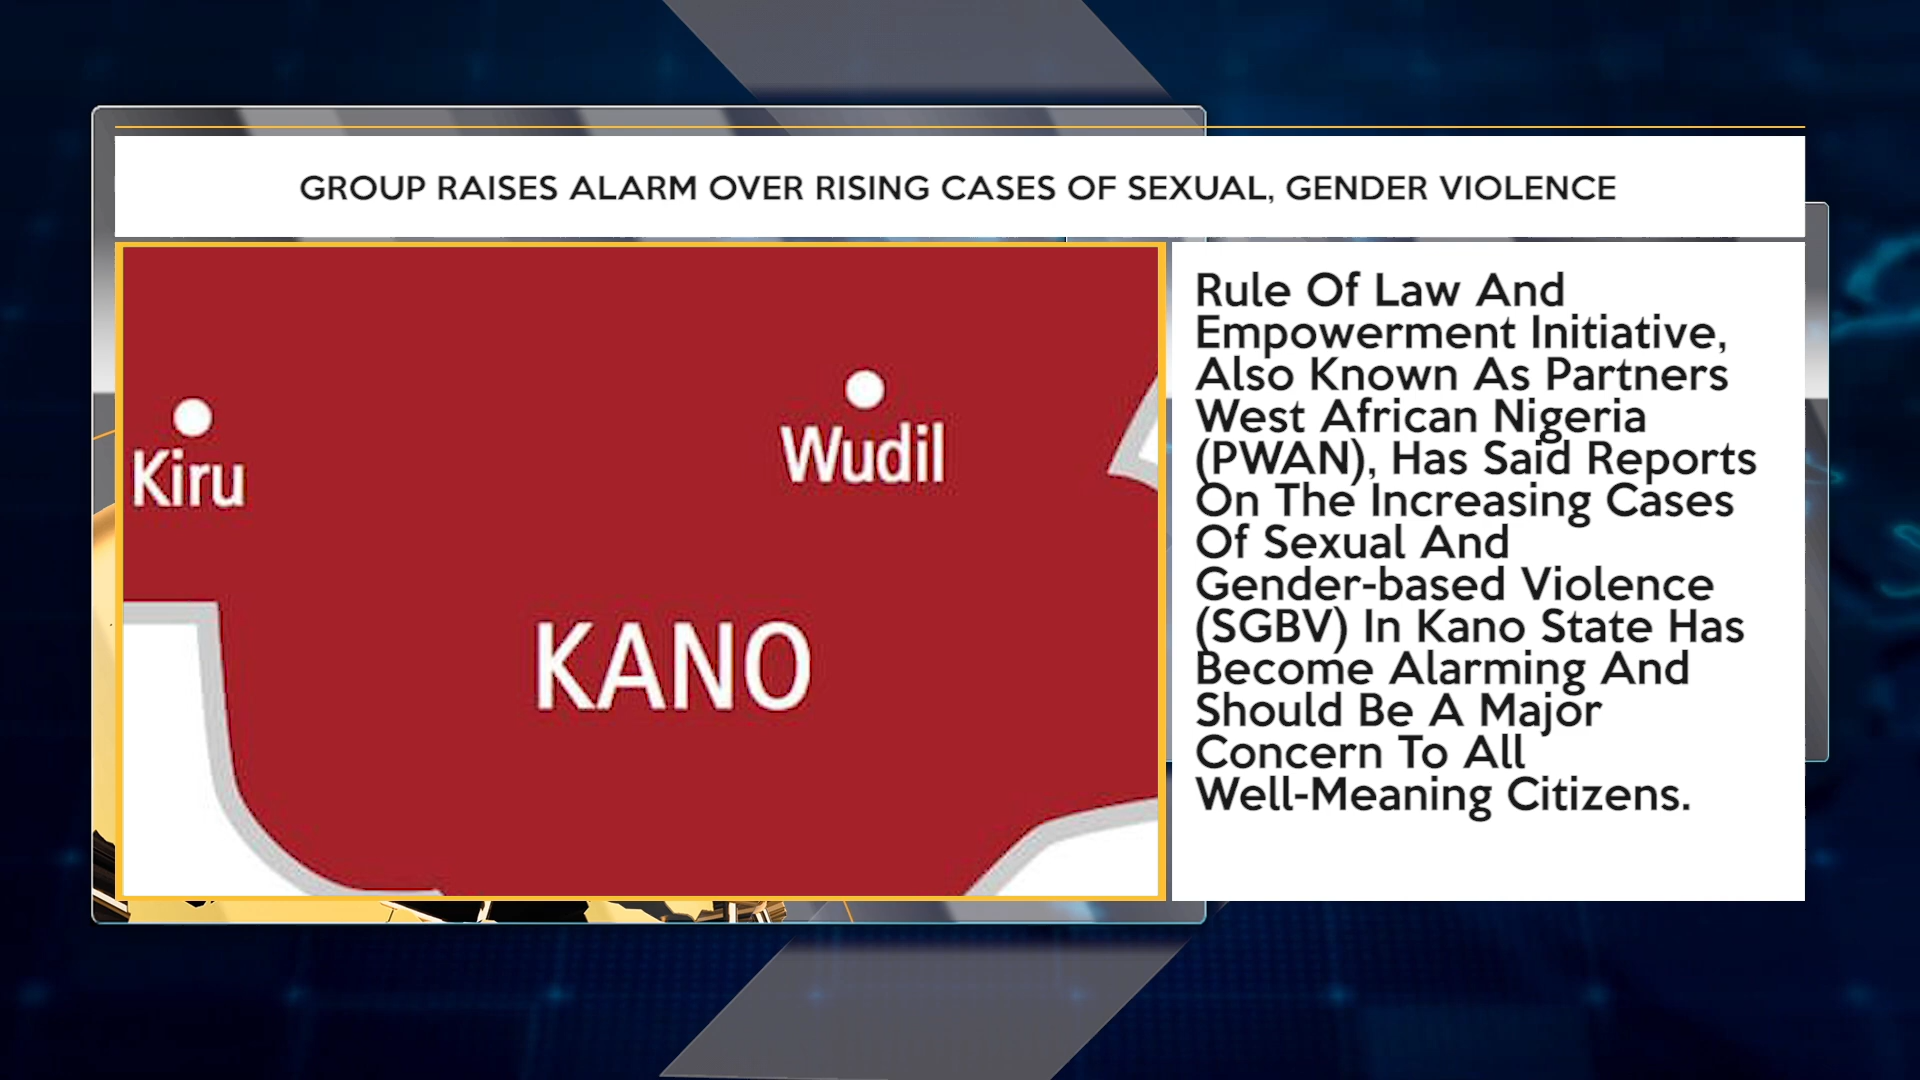 GROUP RAISES ALARM OVER RISING CASES OF SEXUAL, GENDER VIOLENCE
Kiru
Wudil
KANO
Rule Of Law And
Empowerment Initiative,
Also Known As Partners
West African Nigeria
(PWAN), Has Said Reports
On The Increasing Cases
Of Sexual And
Gender-based Violence
(SGBV) In Kano State Has
Become Alarming And
Should Be A Major
Concern To All
Well-Meaning Citizens.